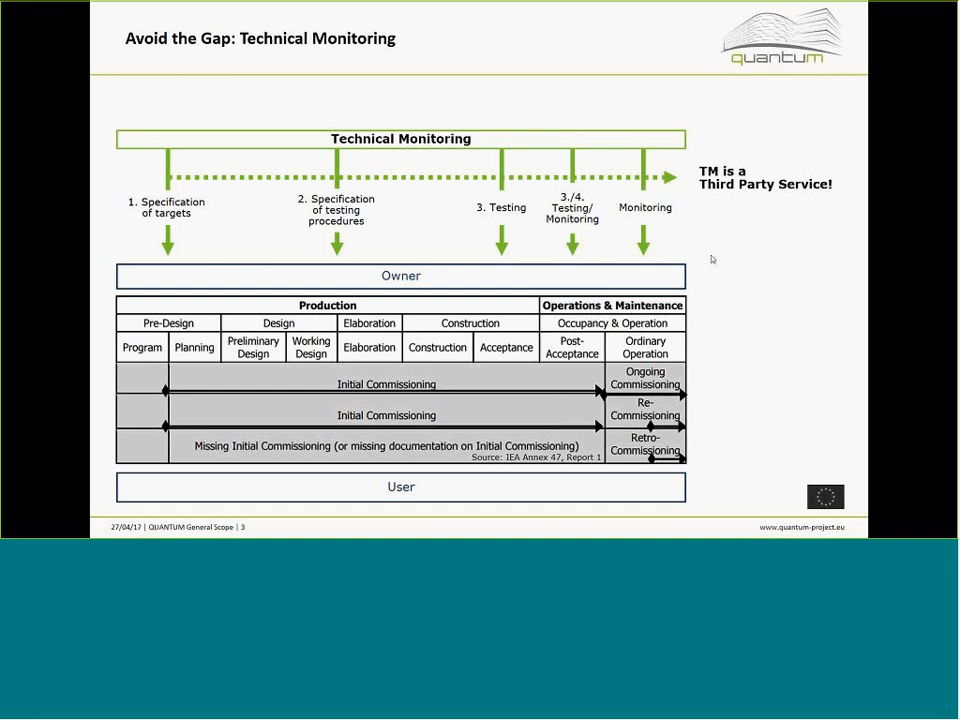 Avoid the Gap: Technical Monitoring
quantum
Technical Monitoring
TM is a
Third Party Service!
1. Specification
of targets
2. Specification
of testing
procedures
3. Testing
3./4.
Testing/
Monitoring
Monitoring
Owner
Production
Operations & Maintenance
Pre-Design
Design
Elaboration
Construction
Occupancy & Operation
Program
Planning
Preliminary
Design
Working
Design
Elaboration
Construction
Acceptance
Post-
Acceptance
Ordinary
Operation
Initial Commissioning
Ongoing
Commissioning
Initial Commissioning
Re-
Commissioning
Missing Initial Commissioning (or missing documentation on Initial Commissioning)
Source: IEA Annex 47, Report 1
Retro-
Commissioning
User
27/04/17 | QUANTUM General Scope | 3
www.quantum-project.eu